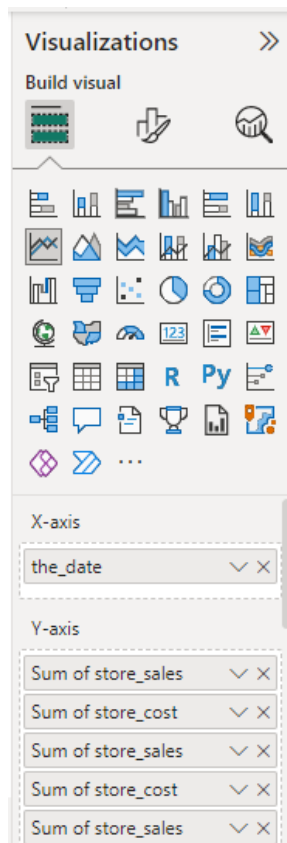 Visualizations
Build visual
123
R Py
X-axis
the_date
Y-axis
Sum of store_sales
Sum of store_cost
Sum of store_sales
Sum of store_cost
Sum of store_sales